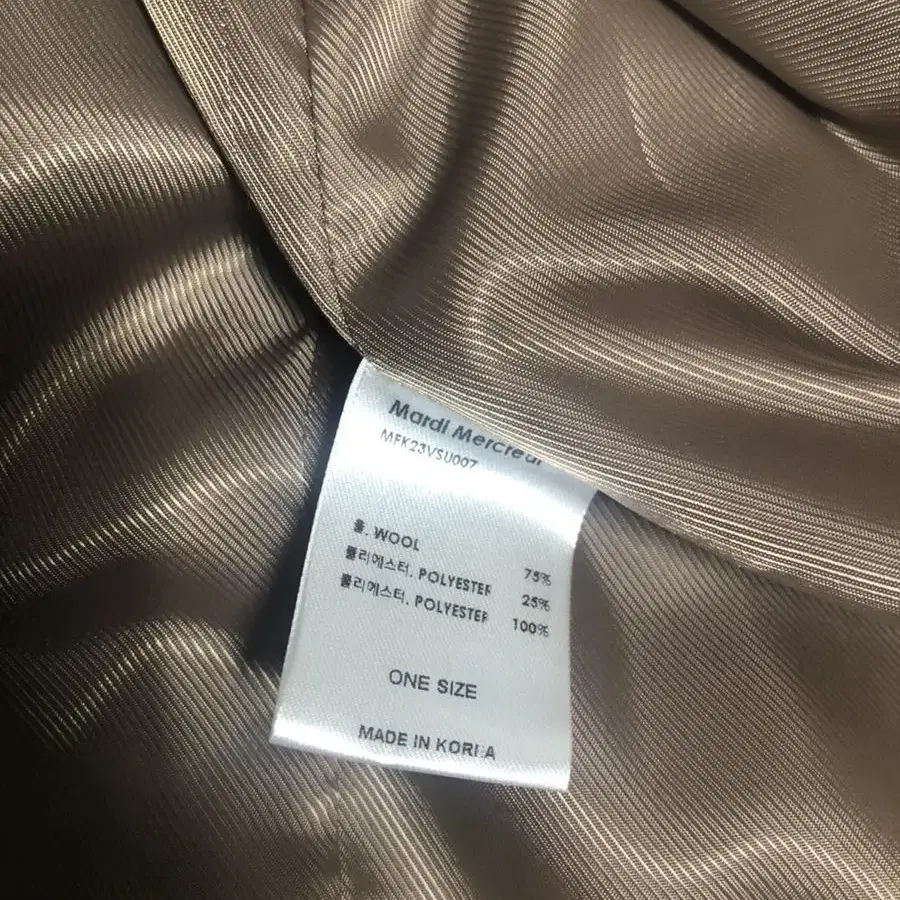 Mardi Mercredi
MFK23VSU007
울. WOOL 75%
폴리에스터. POLYESTER 25%
폴리에스터. POLYESTER 100%
ONE SIZE
MADE IN KOREA